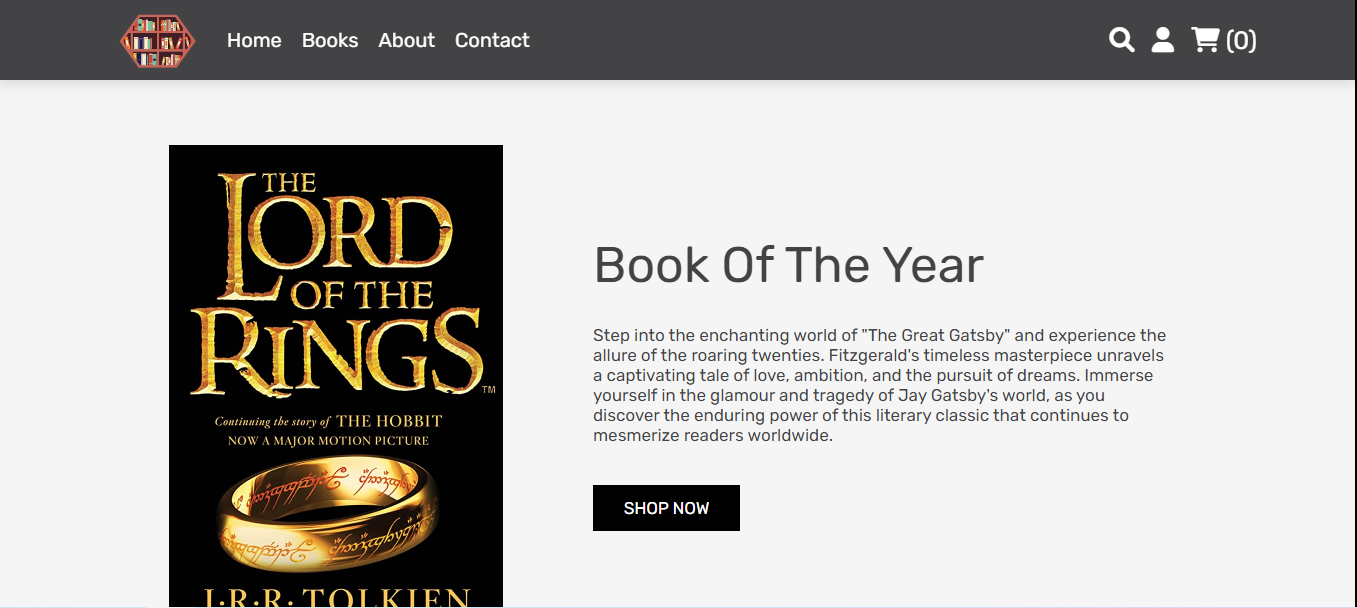 Home Books About Contact (0)
THE
LORD
OF THE
RINGS™
Continuing the story of THE HOBBIT
NOW A MAJOR MOTION PICTURE
J·R·R·TOLKIEN
Book Of The Year
Step into the enchanting world of "The Great Gatsby" and experience the
allure of the roaring twenties. Fitzgerald's timeless masterpiece unravels
a captivating tale of love, ambition, and the pursuit of dreams. Immerse
yourself in the glamour and tragedy of Jay Gatsby's world, as you
discover the enduring power of this literary classic that continues to
mesmerize readers worldwide.
SHOP NOW